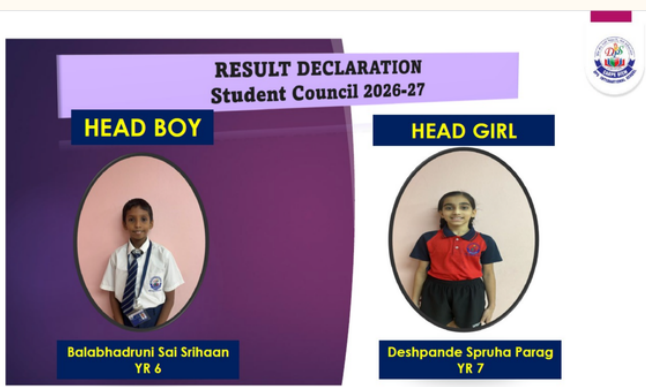 RESULT DECLARATION
Student Council 2026-27
HEAD BOY
HEAD GIRL
Balabhadruni Sai Srihaan
YR 6
Deshpande Spruha Parag
YR 7